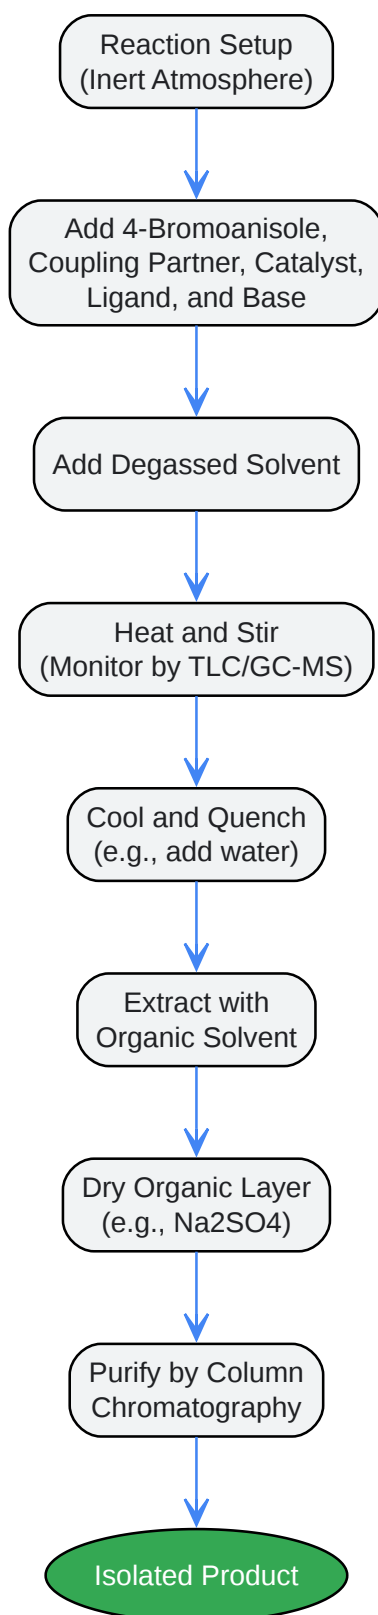 Reaction Setup
(Inert Atmosphere)
Add 4-Bromoanisole,
Coupling Partner, Catalyst,
Ligand, and Base
Add Degassed Solvent
Heat and Stir
(Monitor by TLC/GC-MS)
Cool and Quench
(e.g., add water)
Extract with
Organic Solvent
Dry Organic Layer
(e.g., Na2SO4)
Purify by Column
Chromatography
Isolated Product